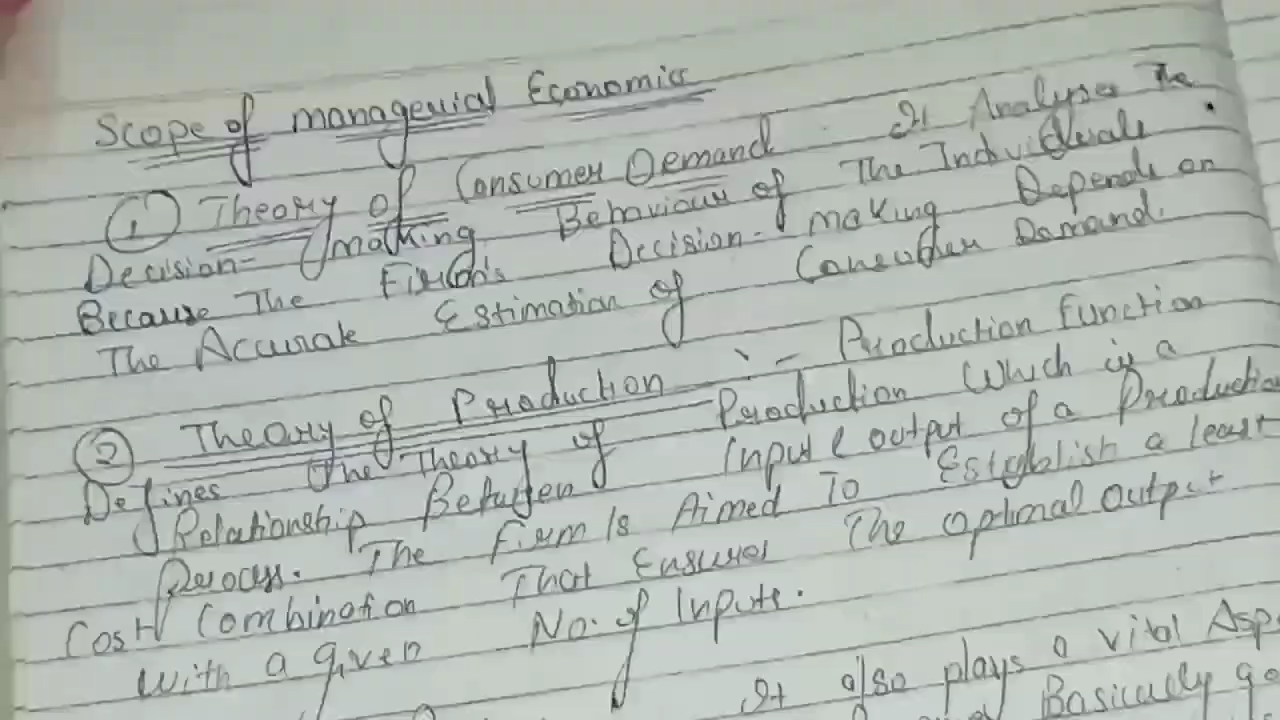 Scope of managerial Economics
① Theory of Consumer Demand It Analyses The
Decision- making Behaviour of The Individuals
Because The Decision- making Depends on
The Accurate Estimation of Demand.
② Theory of Production :- Production function
Defines The Theory of Production Which is a
Relationship Between Input & output of a Production
Process. The firm Is Aimed To Establish a least
Cost Combination That Ensures The optimal output
with a given No. of Inputs.
It also plays a vital
Basically